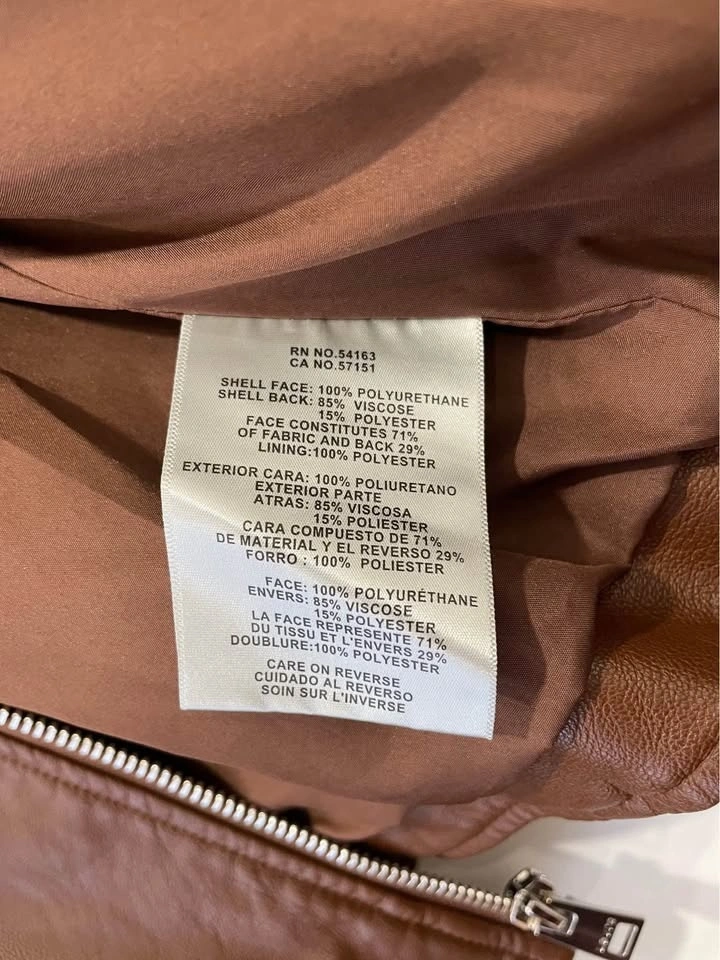 RN NO.54163
CA NO.57151
SHELL FACE: 100% POLYURETHANE
SHELL BACK: 85% VISCOSE
15% POLYESTER
FACE CONSTITUTES 71%
OF FABRIC AND BACK 29%
LINING:100% POLYESTER
EXTERIOR CARA: 100% POLIURETANO
EXTERIOR PARTE
ATRAS: 85% VISCOSA
15% POLIESTER
CARA COMPUESTO DE 71%
DE MATERIAL Y EL REVERSO 29%
FORRO : 100% POLIESTER
FACE: 100% POLYURÉTHANE
ENVERS: 85% VISCOSE
15% POLYESTER
LA FACE REPRESENTE 71%
DU TISSU ET L'ENVERS 29%
DOUBLURE:100% POLYESTER
CARE ON REVERSE
CUIDADO AL REVERSO
SOIN SUR L'INVERSE